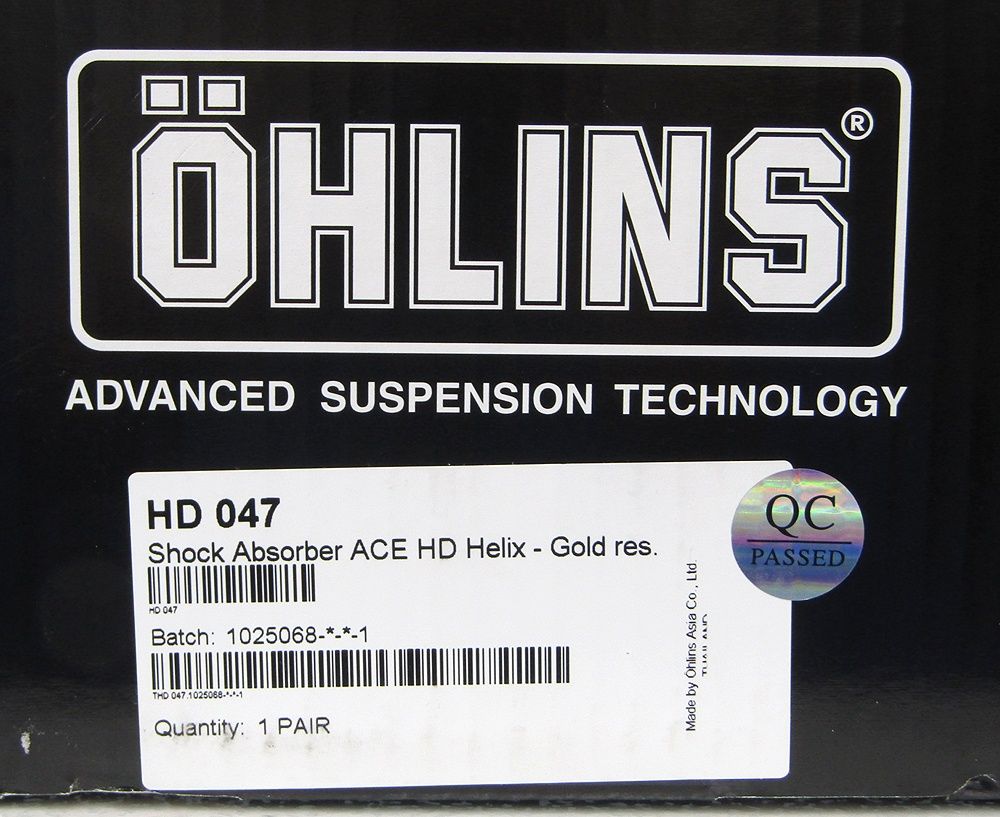 ÖHLINS®
ADVANCED SUSPENSION TECHNOLOGY
HD 047
Shock Absorber ACE HD Helix - Gold res.
HD 047
Batch: 1025068-*-*-1
THD 047.1025068-*-*-1
Quantity: 1 PAIR
Made by Öhlins Asia Co., Ltd
THAILAND
QC
PASSED